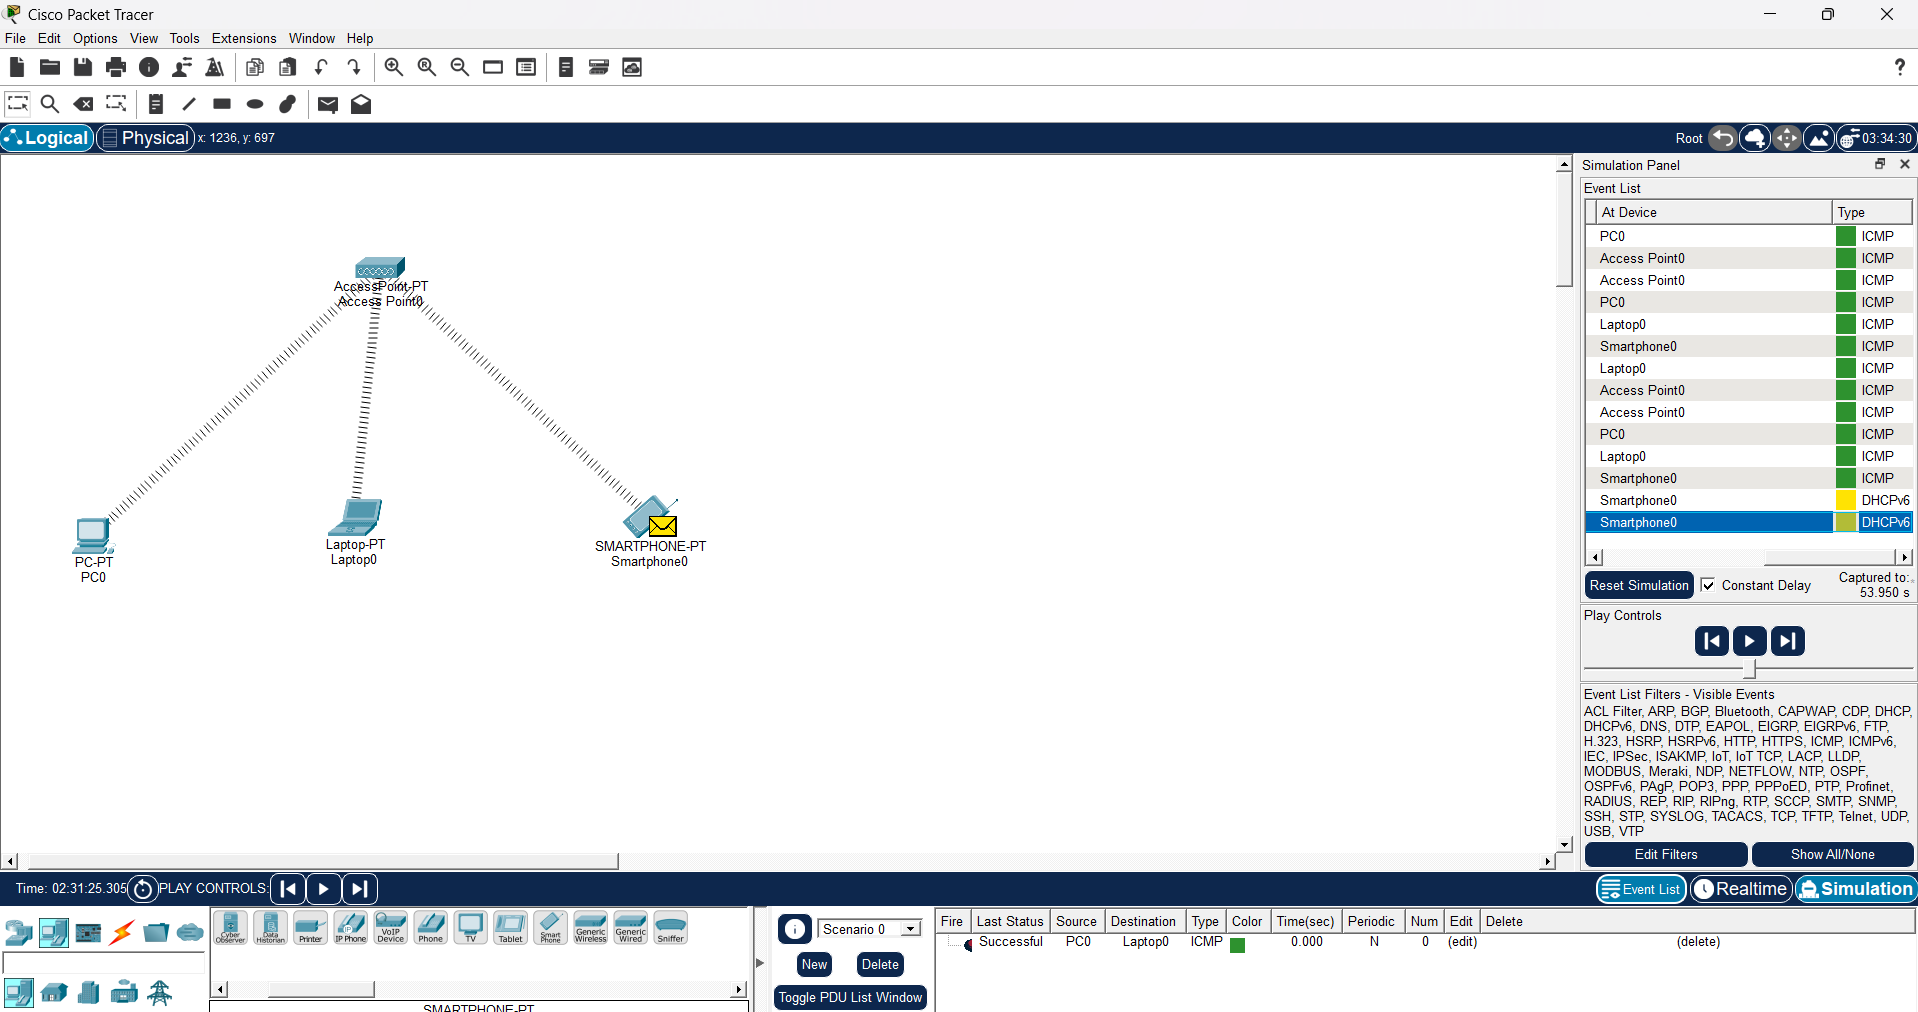 Cisco Packet Tracer
File Edit Options View Tools Extensions Window Help
?
Logical Physical x: 1236, y: 697 Root 03:34:30
Simulation Panel
Event List
At Device Type
PC0 ICMP
Access Point0 ICMP
Access Point0 ICMP
PC0 ICMP
Laptop0 ICMP
Smartphone0 ICMP
Laptop0 ICMP
Access Point0 ICMP
Access Point0 ICMP
PC0 ICMP
Laptop0 ICMP
Smartphone0 ICMP
Smartphone0 DHCPv6
Smartphone0 DHCPv6
Reset Simulation Constant Delay Captured to:
53.950 s
Play Controls
Event List Filters - Visible Events
ACL Filter, ARP, BGP, Bluetooth, CAPWAP, CDP, DHCP,
DHCPv6, DNS, DTP, EAPOL, EIGRP, EIGRPv6, FTP,
H.323, HSRP, HSRPv6, HTTP, HTTPS, ICMP, ICMPv6,
IEC, IPSec, ISAKMP, IoT, IoT TCP, LACP, LLDP,
MODBUS, Meraki, NDP, NETFLOW, NTP, OSPF,
OSPFv6, PAgP, POP3, PPP, PPPoED, PTP, Profinet,
RADIUS, REP, RIP, RIPng, RTP, SCCP, SMTP, SNMP,
SSH, STP, SYSLOG, TACACS, TCP, TFTP, Telnet, UDP,
USB, VTP
Edit Filters Show All/None
AccessPoint-PT
Access Point0
PC-PT
PC0
Laptop-PT
Laptop0
SMARTPHONE-PT
Smartphone0
Time: 02:31:25.305 PLAY CONTROLS: Event List Realtime Simulation
Cyber Observer
Data Historian
Printer
IP Phone
VoIP Device
Phone
TV
Tablet
Smart Phone
Generic Wireless
Generic Wired
Sniffer
SMARTPHONE-PT
Scenario 0
New Delete
Toggle PDU List Window
Fire Last Status Source Destination Type Color Time(sec) Periodic Num Edit Delete
Successful PC0 Laptop0 ICMP 0.000 N 0 (edit) (delete)